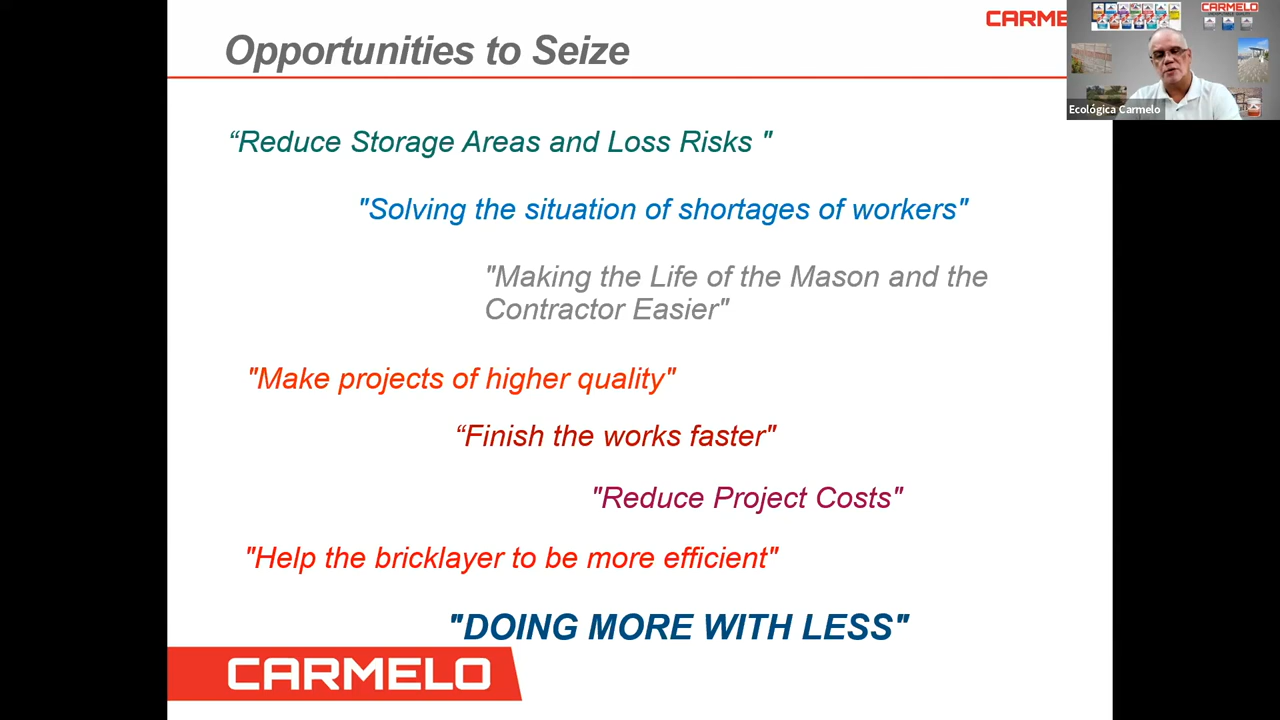 Opportunities to Seize
CARME
CARMELO
Ecológica Carmelo
“Reduce Storage Areas and Loss Risks "
"Solving the situation of shortages of workers"
"Making the Life of the Mason and the
Contractor Easier"
"Make projects of higher quality"
“Finish the works faster"
"Reduce Project Costs"
"Help the bricklayer to be more efficient"
"DOING MORE WITH LESS"
CARMELO